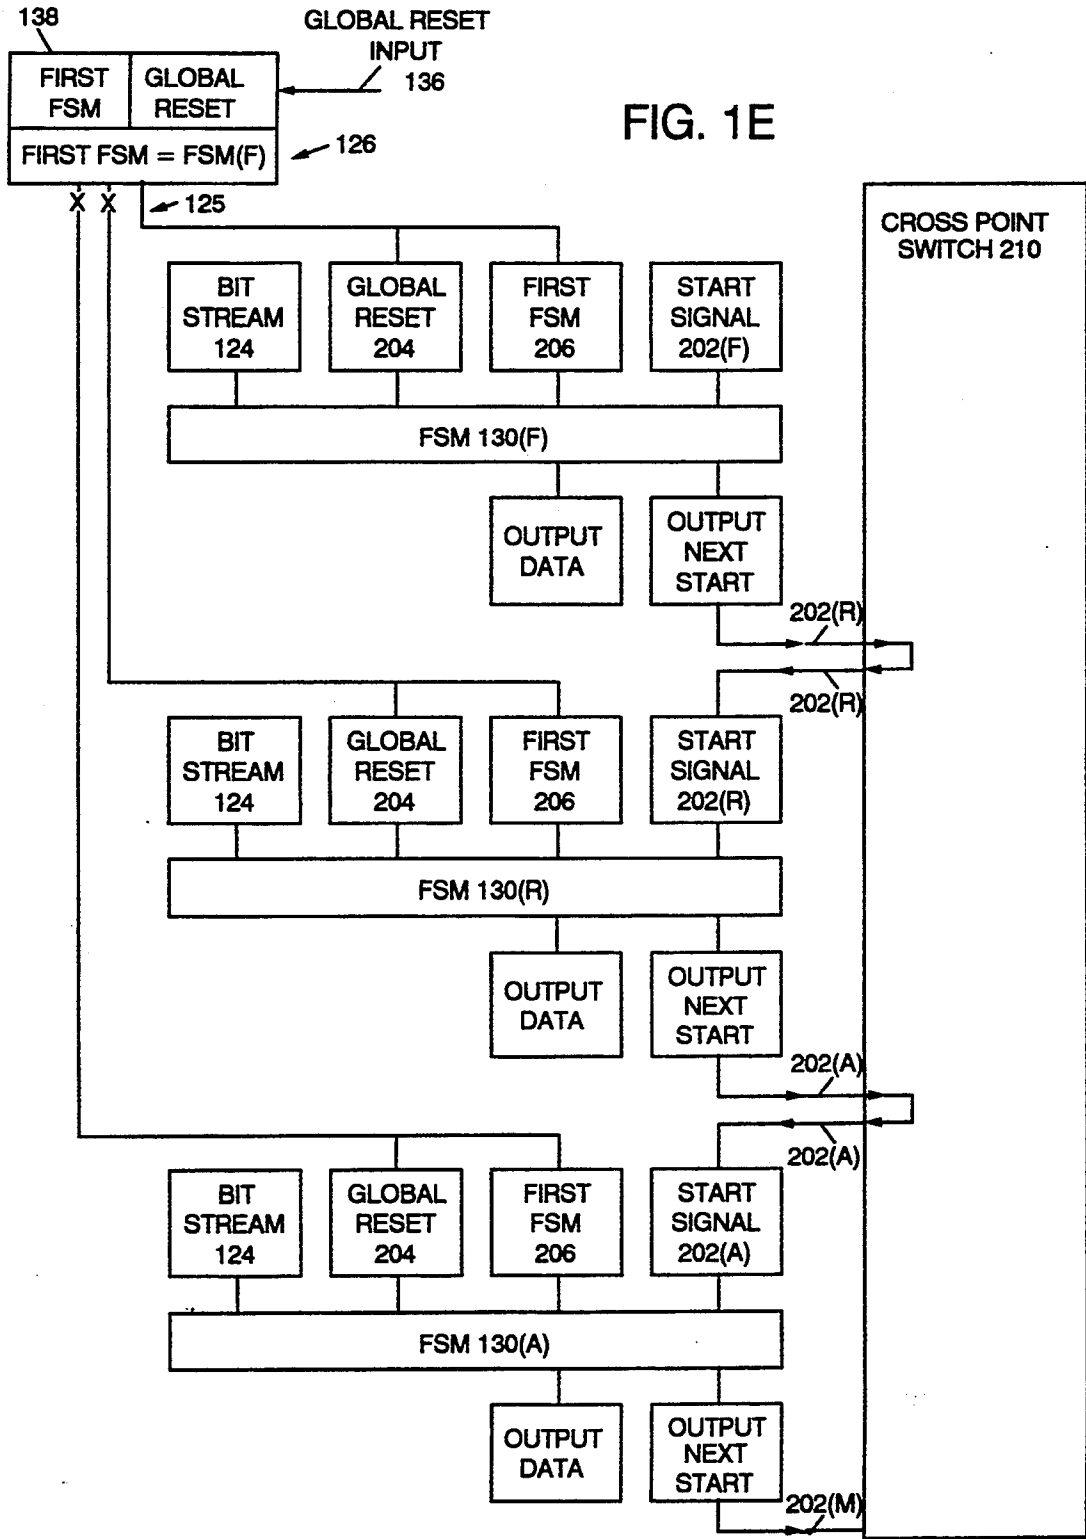 138
GLOBAL RESET
INPUT
136
FIRST
FSM
GLOBAL
RESET
FIRST FSM = FSM(F)
126
FIG. 1E
X X
125
CROSS POINT
SWITCH 210
BIT
STREAM
124
GLOBAL
RESET
204
FIRST
FSM
206
START
SIGNAL
202(F)
FSM 130(F)
OUTPUT
DATA
OUTPUT
NEXT
START
202(R)
202(R)
BIT
STREAM
124
GLOBAL
RESET
204
FIRST
FSM
206
START
SIGNAL
202(R)
FSM 130(R)
OUTPUT
DATA
OUTPUT
NEXT
START
202(A)
202(A)
BIT
STREAM
124
GLOBAL
RESET
204
FIRST
FSM
206
START
SIGNAL
202(A)
FSM 130(A)
OUTPUT
DATA
OUTPUT
NEXT
START
202(M)